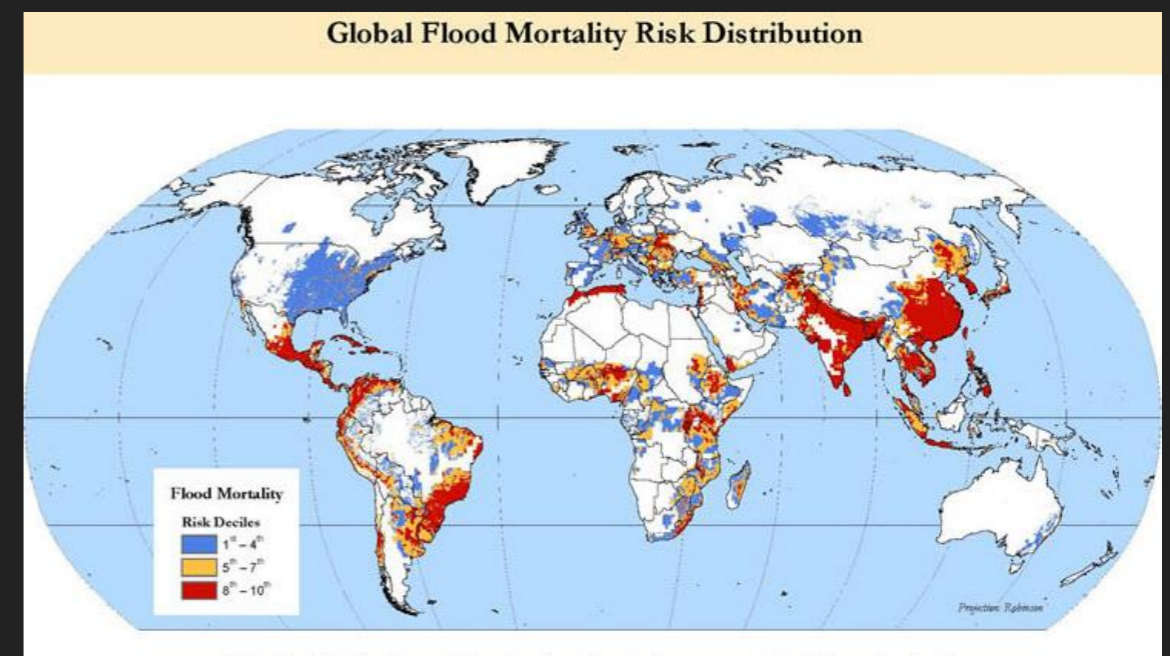 Global Flood Mortality Risk Distribution
Flood Mortality
Risk Deciles
1st – 4th
5th – 7th
8th – 10th
Projection: Robinson